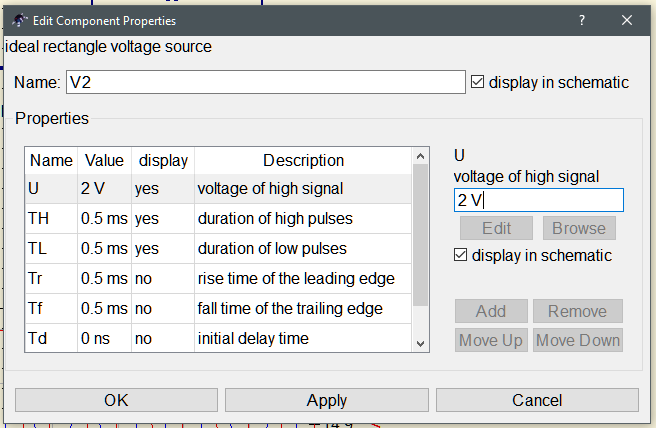 Edit Component Properties
ideal rectangle voltage source
Name: V2 display in schematic
Properties
Name Value display Description
U 2 V yes voltage of high signal
TH 0.5 ms yes duration of high pulses
TL 0.5 ms yes duration of low pulses
Tr 0.5 ms no rise time of the leading edge
Tf 0.5 ms no fall time of the trailing edge
Td 0 ns no initial delay time
U
voltage of high signal
2 V
Edit Browse
display in schematic
Add Remove
Move Up Move Down
OK Apply Cancel